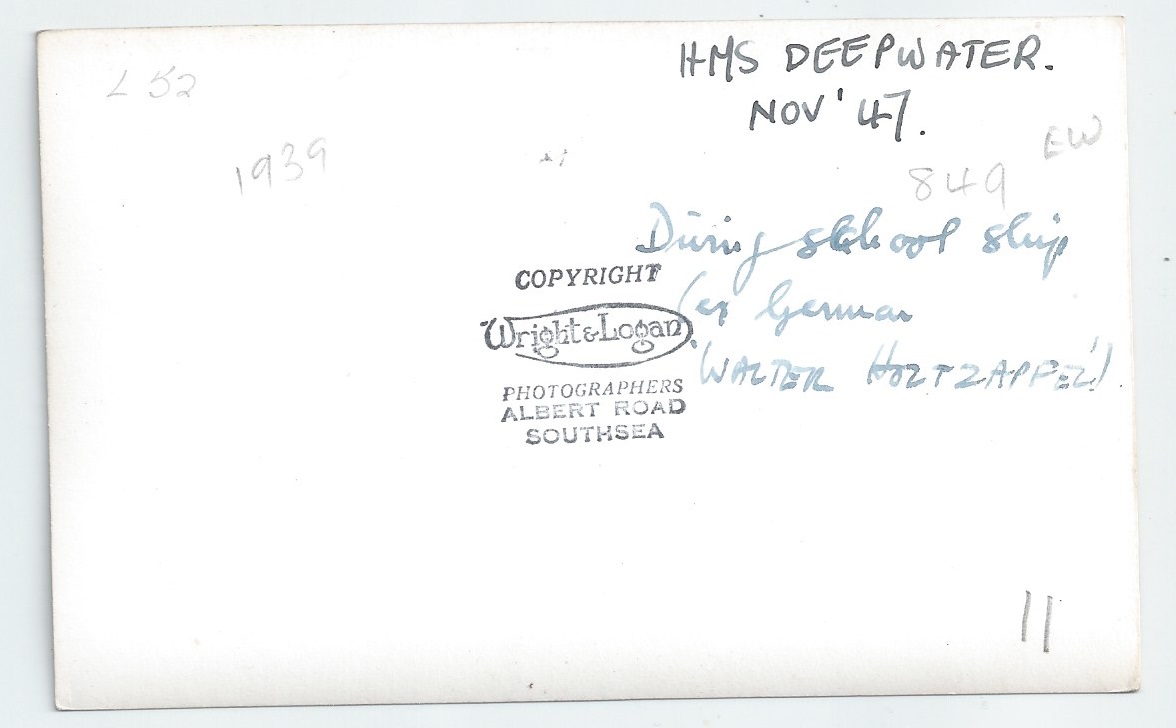 L 52
HMS DEEPWATER.
NOV '47.
EW
1939
849
Diving school ship
(ex German
'WALTER HOLTZAPFEL')
COPYRIGHT
Wright & Logan
PHOTOGRAPHERS
ALBERT ROAD
SOUTHSEA
11